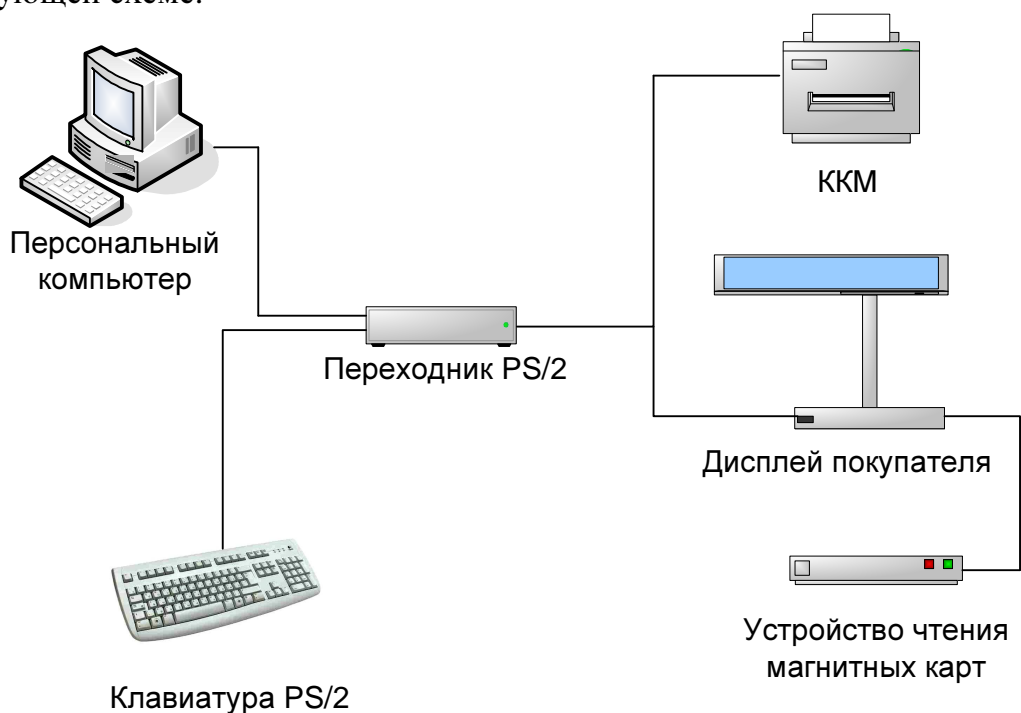 ККМ
Персональный
компьютер
Переходник PS/2
Дисплей покупателя
Устройство чтения
магнитных карт
Клавиатура PS/2